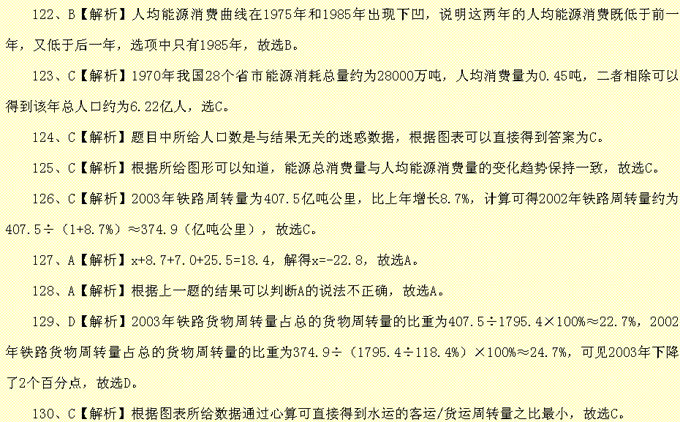 122、B【解析】人均能源消费曲线在1975年和1985年出现下凹，说明这两年的人均能源消费既低于前一
年，又低于后一年，选项中只有1985年，故选B。
123、C【解析】1970年我国28个省市能源消耗总量约为28000万吨，人均消费量为0.45吨，二者相除可以
得到该年总人口约为6.22亿人，选C。
124、C【解析】题目中所给人口数是与结果无关的迷惑数据，根据图表可以直接得到答案为C。
125、C【解析】根据所给图形可以知道，能源总消费量与人均能源消费量的变化趋势保持一致，故选C。
126、C【解析】2003年铁路周转量为407.5亿吨公里，比上年增长8.7%，计算可得2002年铁路周转量约为
407.5÷（1+8.7%）≈374.9（亿吨公里），故选C。
127、A【解析】x+8.7+7.0+25.5=18.4，解得x=-22.8，故选A。
128、A【解析】根据上一题的结果可以判断A的说法不正确，故选A。
129、D【解析】2003年铁路货物周转量占总的货物周转量的比重为407.5÷1795.4×100%≈22.7%，2002
年铁路货物周转量占总的货物周转量的比重为374.9÷（1795.4÷118.4%）×100%≈24.7%，可见2003年下降
了2个百分点，故选D。
130、C【解析】根据图表所给数据通过心算可直接得到水运的客运/货运周转量之比最小，故选C。